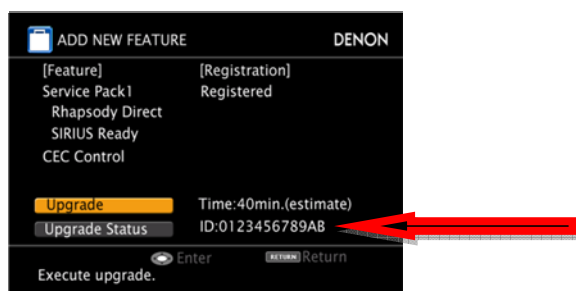 ADD NEW FEATURE DENON
[Feature] [Registration]
Service Pack1 Registered
Rhapsody Direct
SIRIUS Ready
CEC Control
Upgrade Time:40min.(estimate)
Upgrade Status ID:0123456789AB
Enter RETURN Return
Execute upgrade.